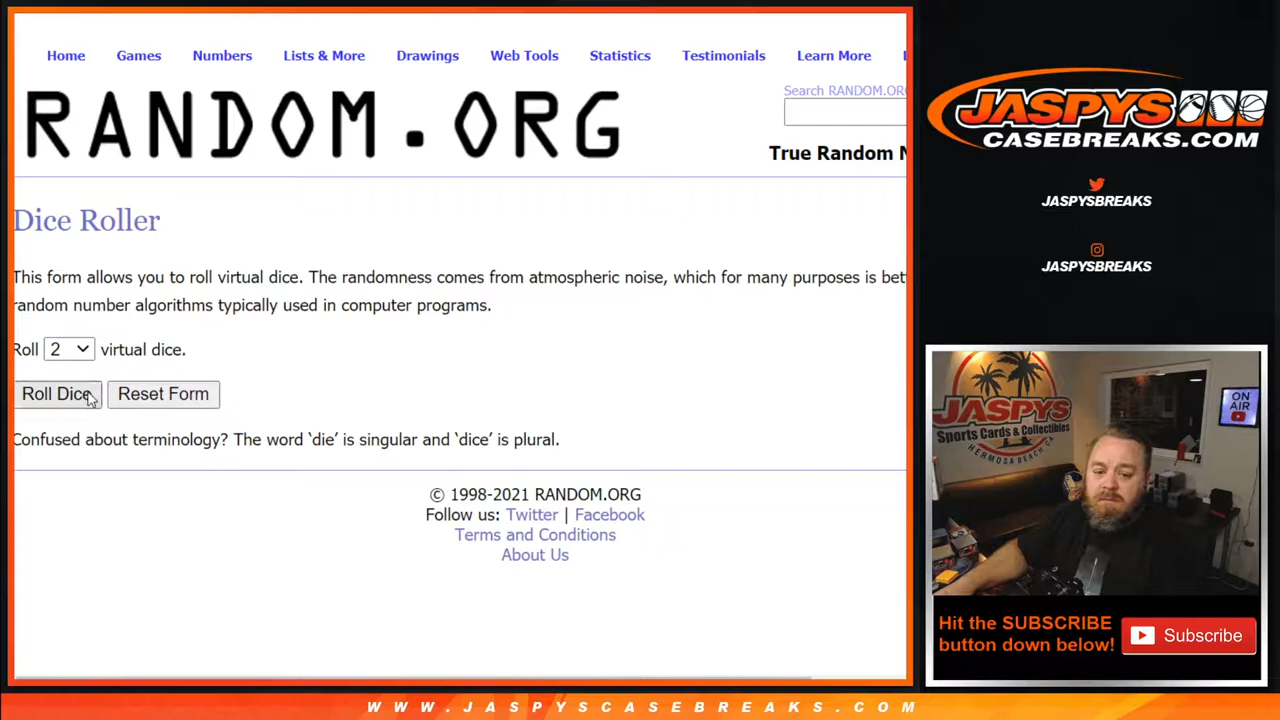 Home Games Numbers Lists & More Drawings Web Tools Statistics Testimonials Learn More
RANDOM.ORG
Search RANDOM.ORG
True Random N
Dice Roller
This form allows you to roll virtual dice. The randomness comes from atmospheric noise, which for many purposes is bet
random number algorithms typically used in computer programs.
Roll 2 virtual dice.
Roll Dice Reset Form
Confused about terminology? The word ‘die’ is singular and ‘dice’ is plural.
© 1998-2021 RANDOM.ORG
Follow us: Twitter | Facebook
Terms and Conditions
About Us
JASPYS
CASEBREAKS.COM
JASPYSBREAKS
JASPYSBREAKS
JASPYS
Sports Cards & Collectibles
HERMOSA BEACH CA
ON
AIR
Hit the SUBSCRIBE
button down below!
Subscribe
WWW.JASPYSCASEBREAKS.COM